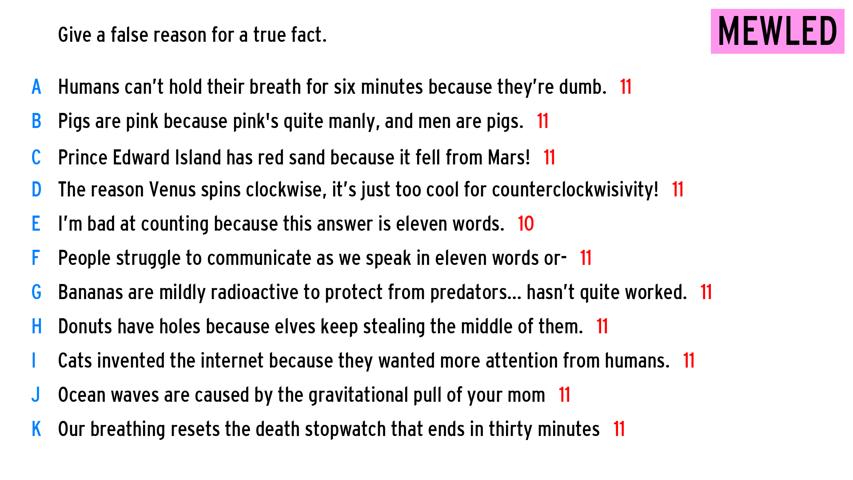 Give a false reason for a true fact.
MEWLED
A Humans can't hold their breath for six minutes because they're dumb. 11
B Pigs are pink because pink's quite manly, and men are pigs. 11
C Prince Edward Island has red sand because it fell from Mars! 11
D The reason Venus spins clockwise, it's just too cool for counterclockwisivity! 11
E I'm bad at counting because this answer is eleven words. 10
F People struggle to communicate as we speak in eleven words or- 11
G Bananas are mildly radioactive to protect from predators... hasn't quite worked. 11
H Donuts have holes because elves keep stealing the middle of them. 11
I Cats invented the internet because they wanted more attention from humans. 11
J Ocean waves are caused by the gravitational pull of your mom 11
K Our breathing resets the death stopwatch that ends in thirty minutes 11